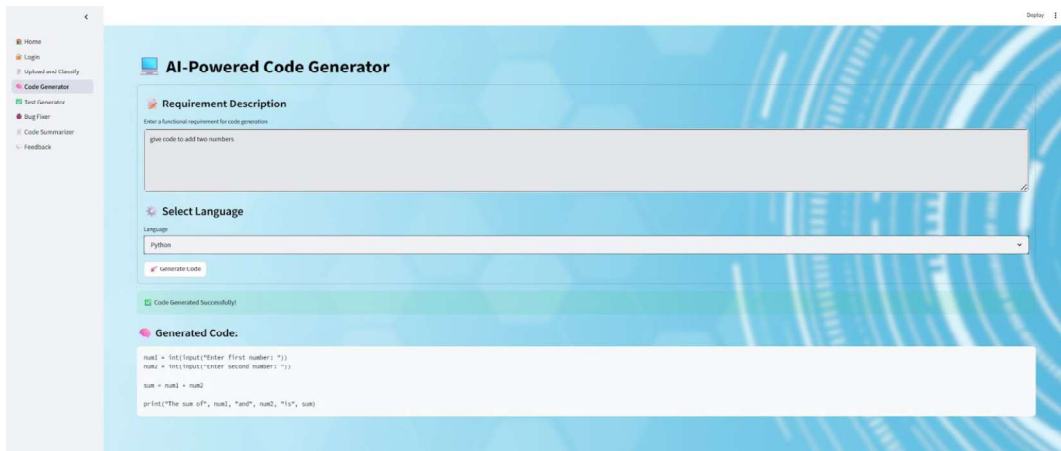 Deploy
Home
Login
Upload and Classify
Code Generator
Test Generator
Bug Fixer
Code Summarizer
Feedback
AI-Powered Code Generator
Requirement Description
Enter a functional requirement for code generation
give code to add two numbers
Select Language
Language
Python
Generate Code
Code Generated Successfully!
Generated Code:
num1 = int(input("Enter first number: "))
num2 = int(input("Enter second number: "))
sum = num1 + num2
print("The sum of", num1, "and", num2, "is", sum)